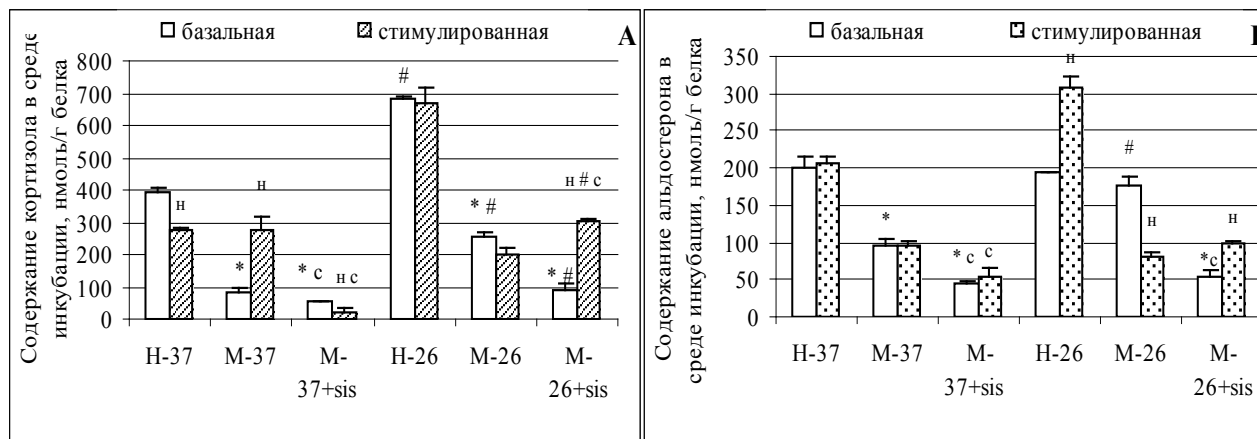 базальная стимулированная А
Содержание кортизола в среде
инкубации, нмоль/г белка
800
700
600
500
400
300
200
100
0
н
*
н
* с
н с
#
* #
* #
н # с
Н-37 М-37 М-37+sis Н-26 М-26 М-26+sis
базальная стимулированная
Содержание альдостерона в
среде инкубации, нмоль/г белка
350
300
250
200
150
100
50
0
*
* с
с
н
#
н
*с
н
Н-37 М-37 М-37+sis Н-26 М-26 М-26+sis